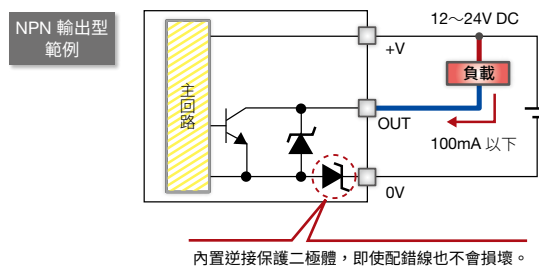 NPN 輸出型
範例
12～24V DC
+V
負載
主回路
OUT
100mA 以下
0V
內置逆接保護二極體，即使配錯線也不會損壞。